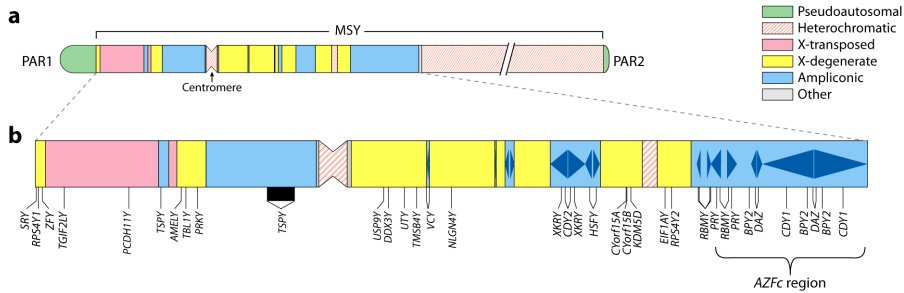 a
MSY
PAR1
PAR2
Centromere
Pseudoautosomal
Heterochromatic
X-transposed
X-degenerate
Ampliconic
Other
b
SRY
RPS4Y1
ZFY
TGIF2LY
PCDH11Y
TSPY
AMELY
TBL1Y
PRKY
TSPY
USP9Y
DDX3Y
UTY
TMSB4Y
VCY
NLGN4Y
XKRY
CDY2
XKRY
HSFY
CYorf15A
CYorf15B
KDM5D
EIF1AY
RPS4Y2
RBMY
PRY
RBMY
PRY
BPY2
DAZ
CDY1
BPY2
DAZ
BPY2
CDY1
AZFc region